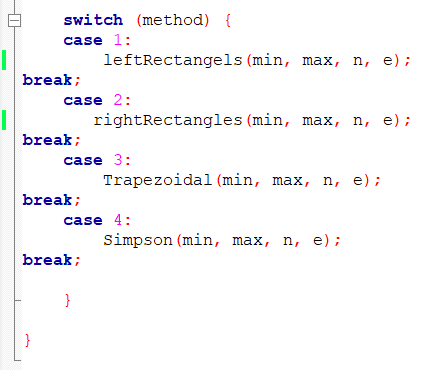 switch (method) {
case 1:
leftRectangels(min, max, n, e);
break;
case 2:
rightRectangles(min, max, n, e);
break;
case 3:
Trapezoidal(min, max, n, e);
break;
case 4:
Simpson(min, max, n, e);
break;
}
}